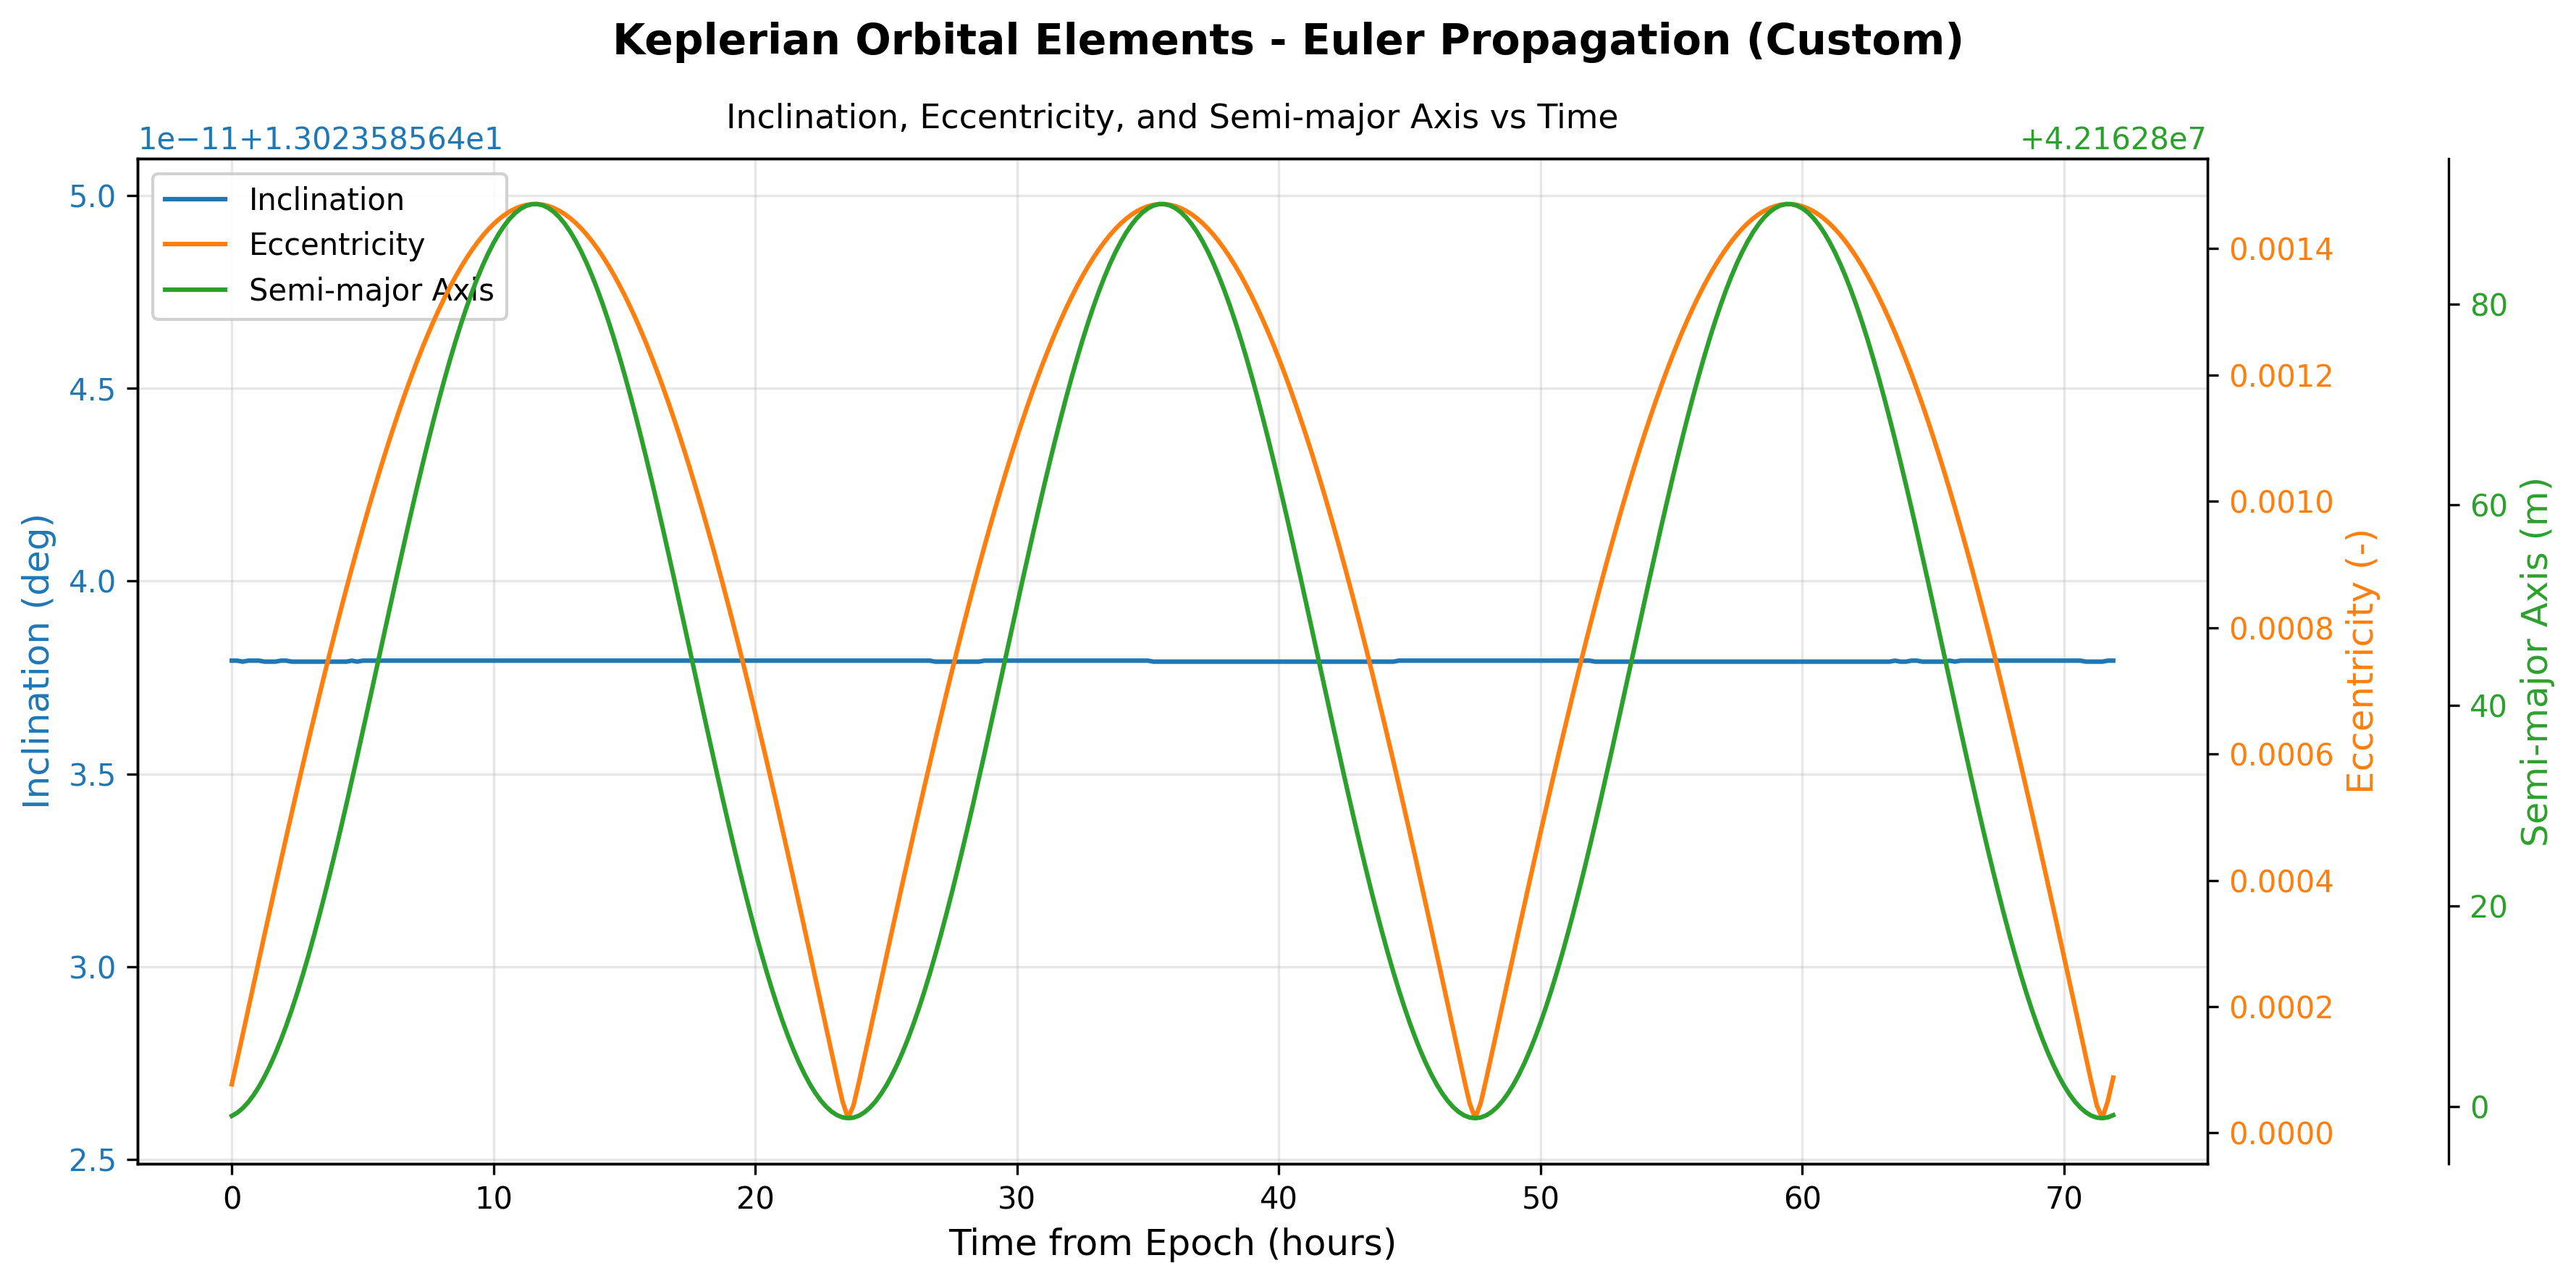 Keplerian Orbital Elements - Euler Propagation (Custom)
Inclination, Eccentricity, and Semi-major Axis vs Time
1e−11+1.302358564e1
+4.21628e7
Inclination
Eccentricity
Semi-major Axis
5.0
4.5
4.0
3.5
3.0
2.5
Inclination (deg)
0.0014
0.0012
0.0010
0.0008
0.0006
0.0004
0.0002
0.0000
Eccentricity (-)
80
60
40
20
0
Semi-major Axis (m)
0 10 20 30 40 50 60 70
Time from Epoch (hours)